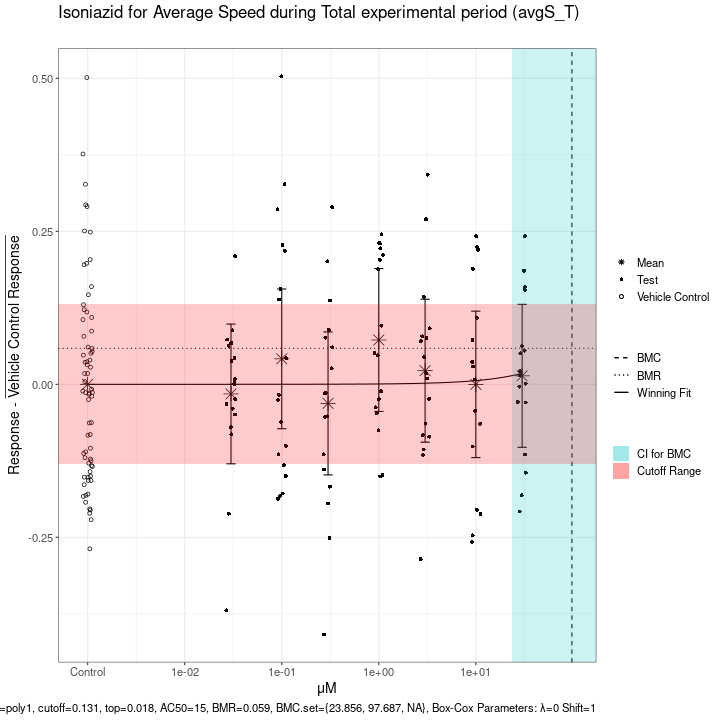 Isoniazid for Average Speed during Total experimental period (avgS_T)
Response - Vehicle Control Response
0.50
0.25
0.00
-0.25
Control
1e-02
1e-01
1e+00
1e+01
μM
Mean
Test
Vehicle Control
BMC
BMR
Winning Fit
CI for BMC
Cutoff Range
=poly1, cutoff=0.131, top=0.018, AC50=15, BMR=0.059, BMC.set={23.856, 97.687, NA}, Box-Cox Parameters: λ=0 Shift=1